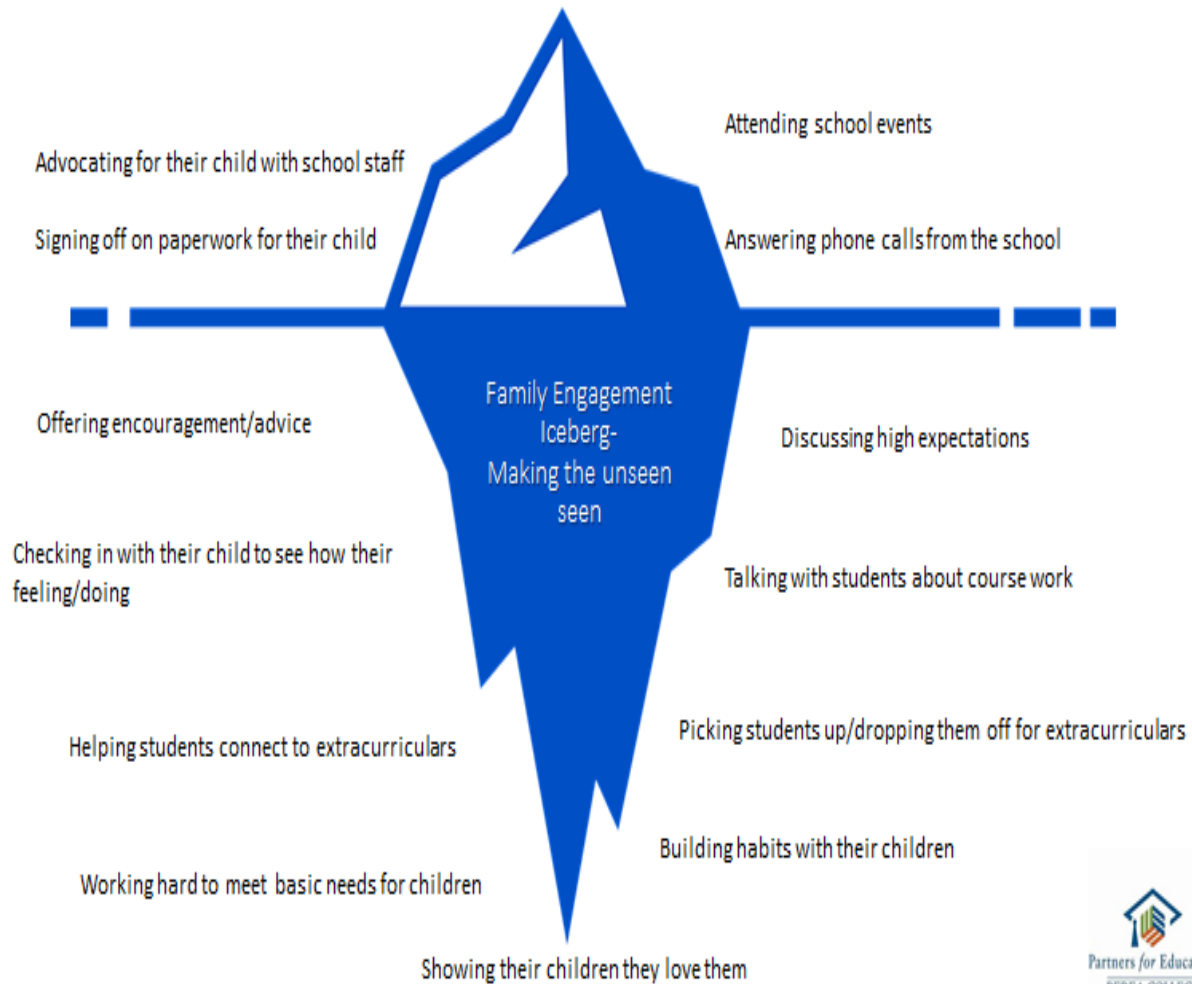 Attending school events
Advocating for their child with school staff
Signing off on paperwork for their child
Answering phone calls from the school
Family Engagement
Iceberg-
Making the unseen
seen
Offering encouragement/advice
Discussing high expectations
Checking in with their child to see how their
feeling/doing
Talking with students about course work
Helping students connect to extracurriculars
Picking students up/dropping them off for extracurriculars
Building habits with their children
Working hard to meet basic needs for children
Showing their children they love them
Partners for Educa